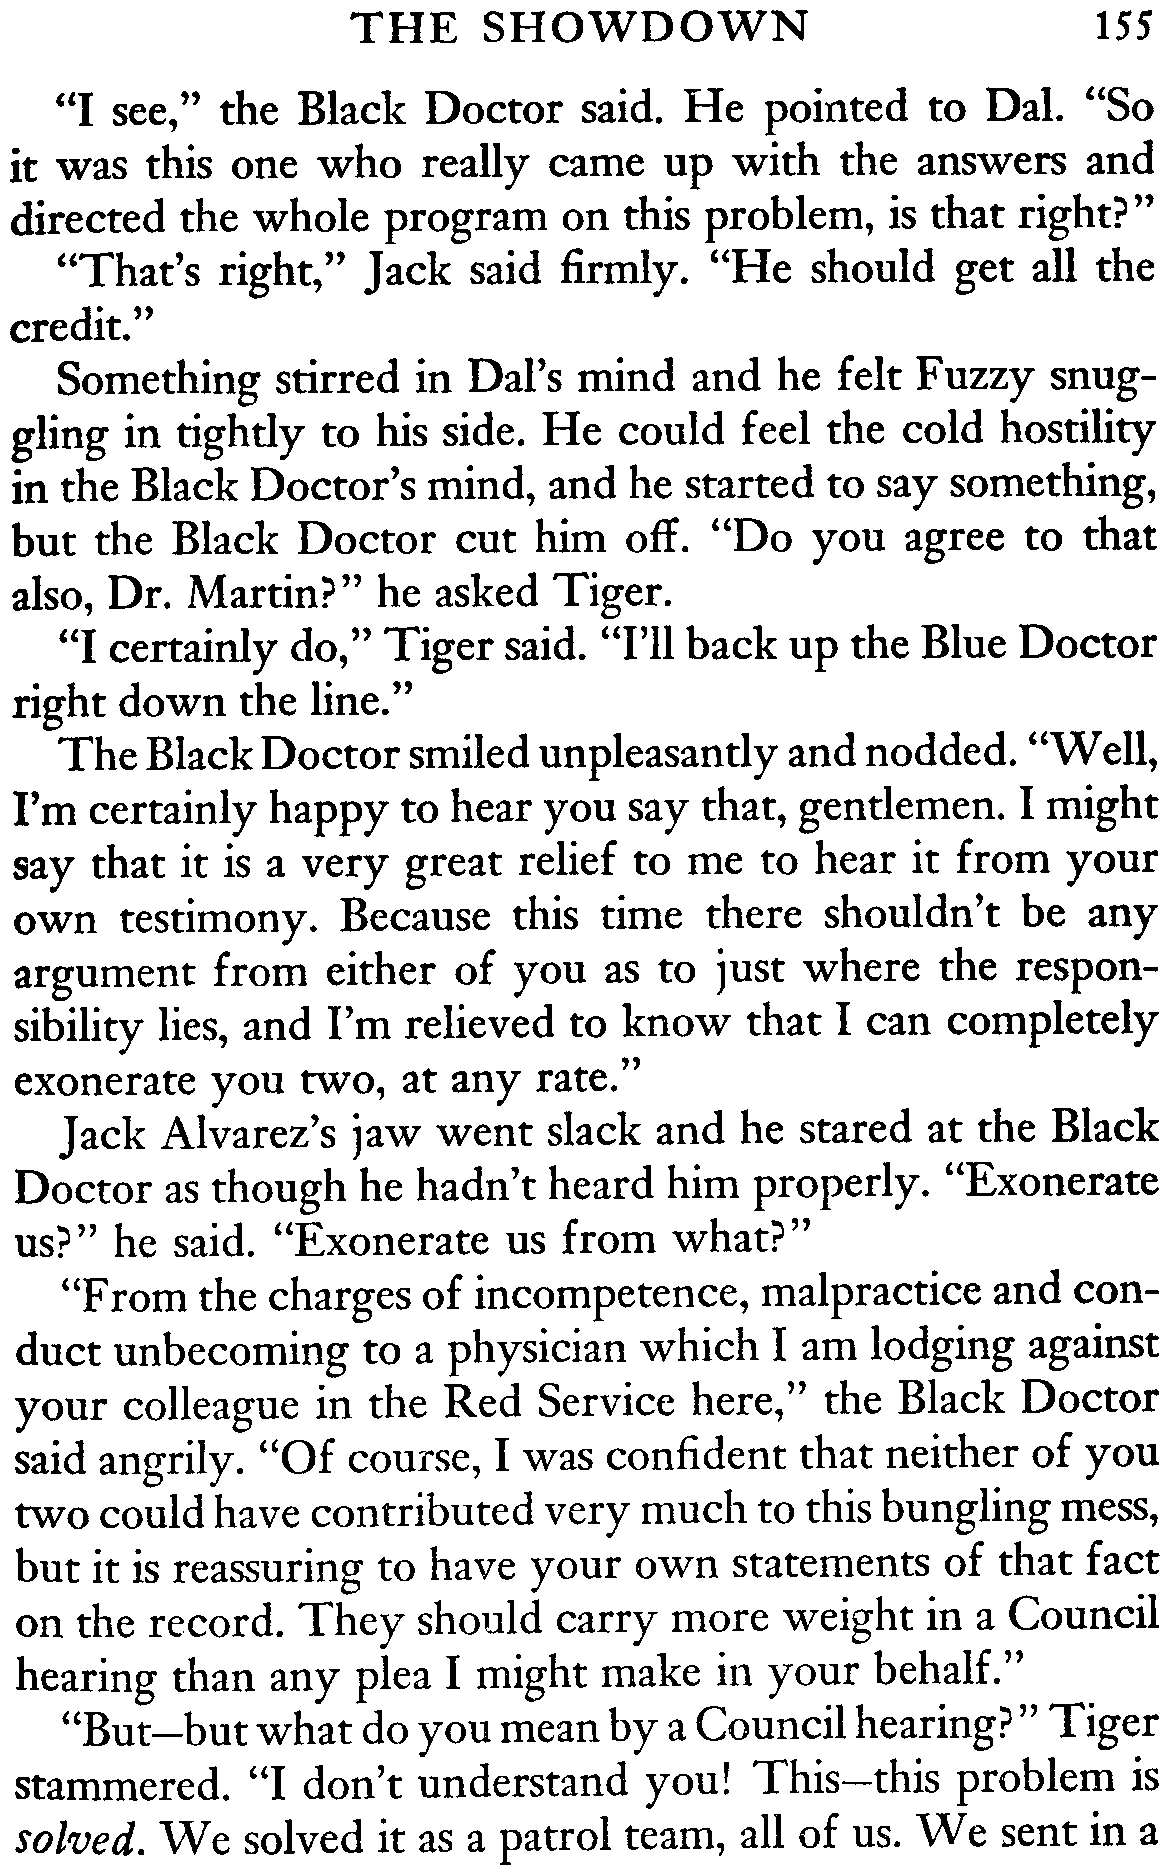 THE SHOWDOWN 155
“I see,” the Black Doctor said. He pointed to Dal. “So
it was this one who really came up with the answers and
directed the whole program on this problem, is that right?”
“That’s right,” Jack said firmly. “He should get all the
credit.”
Something stirred in Dal’s mind and he felt Fuzzy snug-
gling in tightly to his side. He could feel the cold hostility
in the Black Doctor’s mind, and he started to say something,
but the Black Doctor cut him off. “Do you agree to that
also, Dr. Martin?” he asked Tiger.
“I certainly do,” Tiger said. “I’ll back up the Blue Doctor
right down the line.”
The Black Doctor smiled unpleasantly and nodded. “Well,
I’m certainly happy to hear you say that, gentlemen. I might
say that it is a very great relief to me to hear it from your
own testimony. Because this time there shouldn’t be any
argument from either of you as to just where the respon-
sibility lies, and I’m relieved to know that I can completely
exonerate you two, at any rate.”
Jack Alvarez’s jaw went slack and he stared at the Black
Doctor as though he hadn’t heard him properly. “Exonerate
us?” he said. “Exonerate us from what?”
“From the charges of incompetence, malpractice and con-
duct unbecoming to a physician which I am lodging against
your colleague in the Red Service here,” the Black Doctor
said angrily. “Of course, I was confident that neither of you
two could have contributed very much to this bungling mess,
but it is reassuring to have your own statements of that fact
on the record. They should carry more weight in a Council
hearing than any plea I might make in your behalf.”
“But—but what do you mean by a Council hearing?” Tiger
stammered. “I don’t understand you! This—this problem is
solved. We solved it as a patrol team, all of us. We sent in a